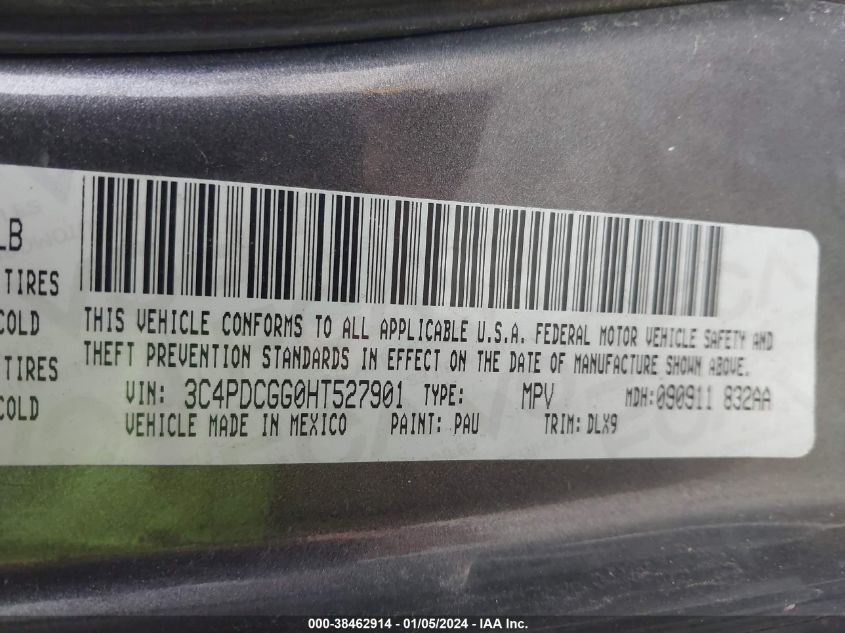 LB
TIRES
COLD
TIRES
COLD
THIS VEHICLE CONFORMS TO ALL APPLICABLE U.S.A. FEDERAL MOTOR VEHICLE SAFETY AND
THEFT PREVENTION STANDARDS IN EFFECT ON THE DATE OF MANUFACTURE SHOWN ABOVE.
VIN: 3C4PDCGG0HT527901 TYPE: MPV MDH:090911 832AA
VEHICLE MADE IN MEXICO PAINT: PAU TRIM: DLX9
000-38462914 - 01/05/2024 - IAA Inc.